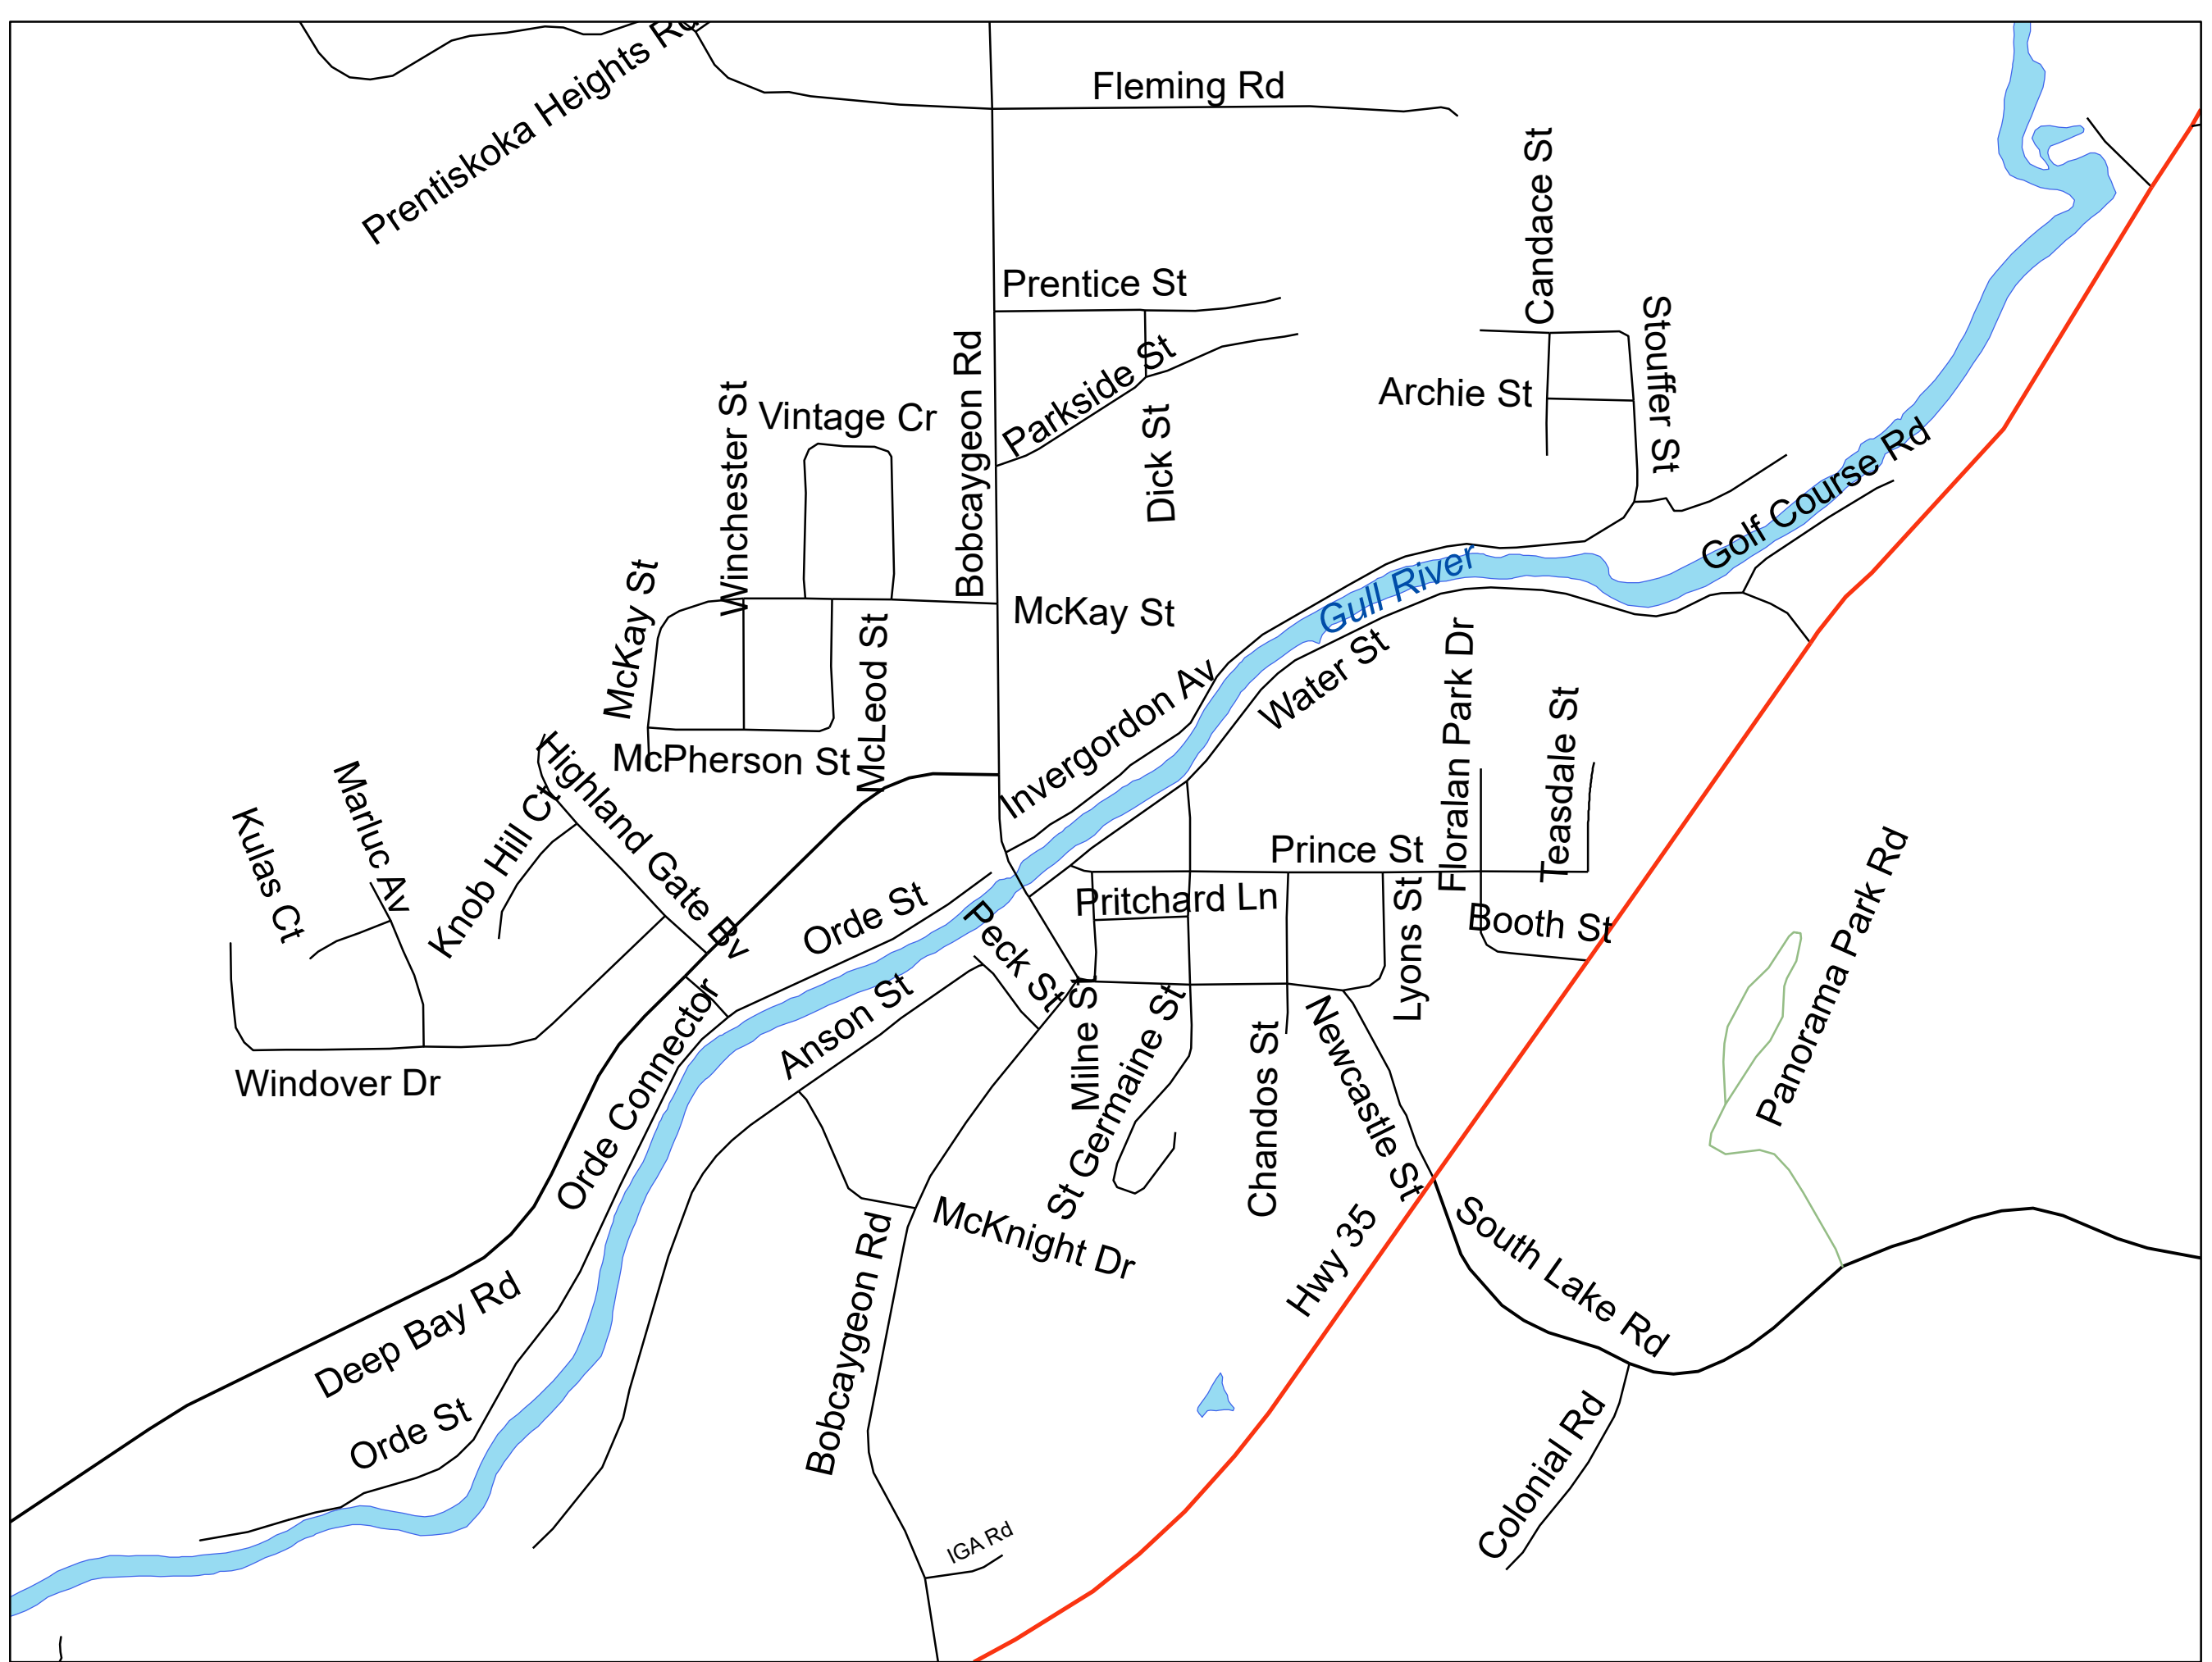 Prentiskoka Heights Rd
Fleming Rd
Candace St
Prentice St
Stouffer St
Parkside St
Bobcaygeon Rd
Winchester St
Vintage Cr
Archie St
Dick St
Golf Course Rd
Gull River
McKay St
McKay St
McLeod St
Water St
Invergordon Av
Floralan Park Dr
Teasdale St
McPherson St
Highland Gate Bv
Marluc Av
Kulas Ct
Knob Hill Ct
Prince St
Panorama Park Rd
Pritchard Ln
Lyons St
Booth St
Orde St
Peck St
Anson St
Milne St
St Germaine St
Chandos St
Newcastle St
Orde Connector
Windover Dr
McKnight Dr
Hwy 35
South Lake Rd
Bobcaygeon Rd
Deep Bay Rd
Orde St
Colonial Rd
IGA Rd